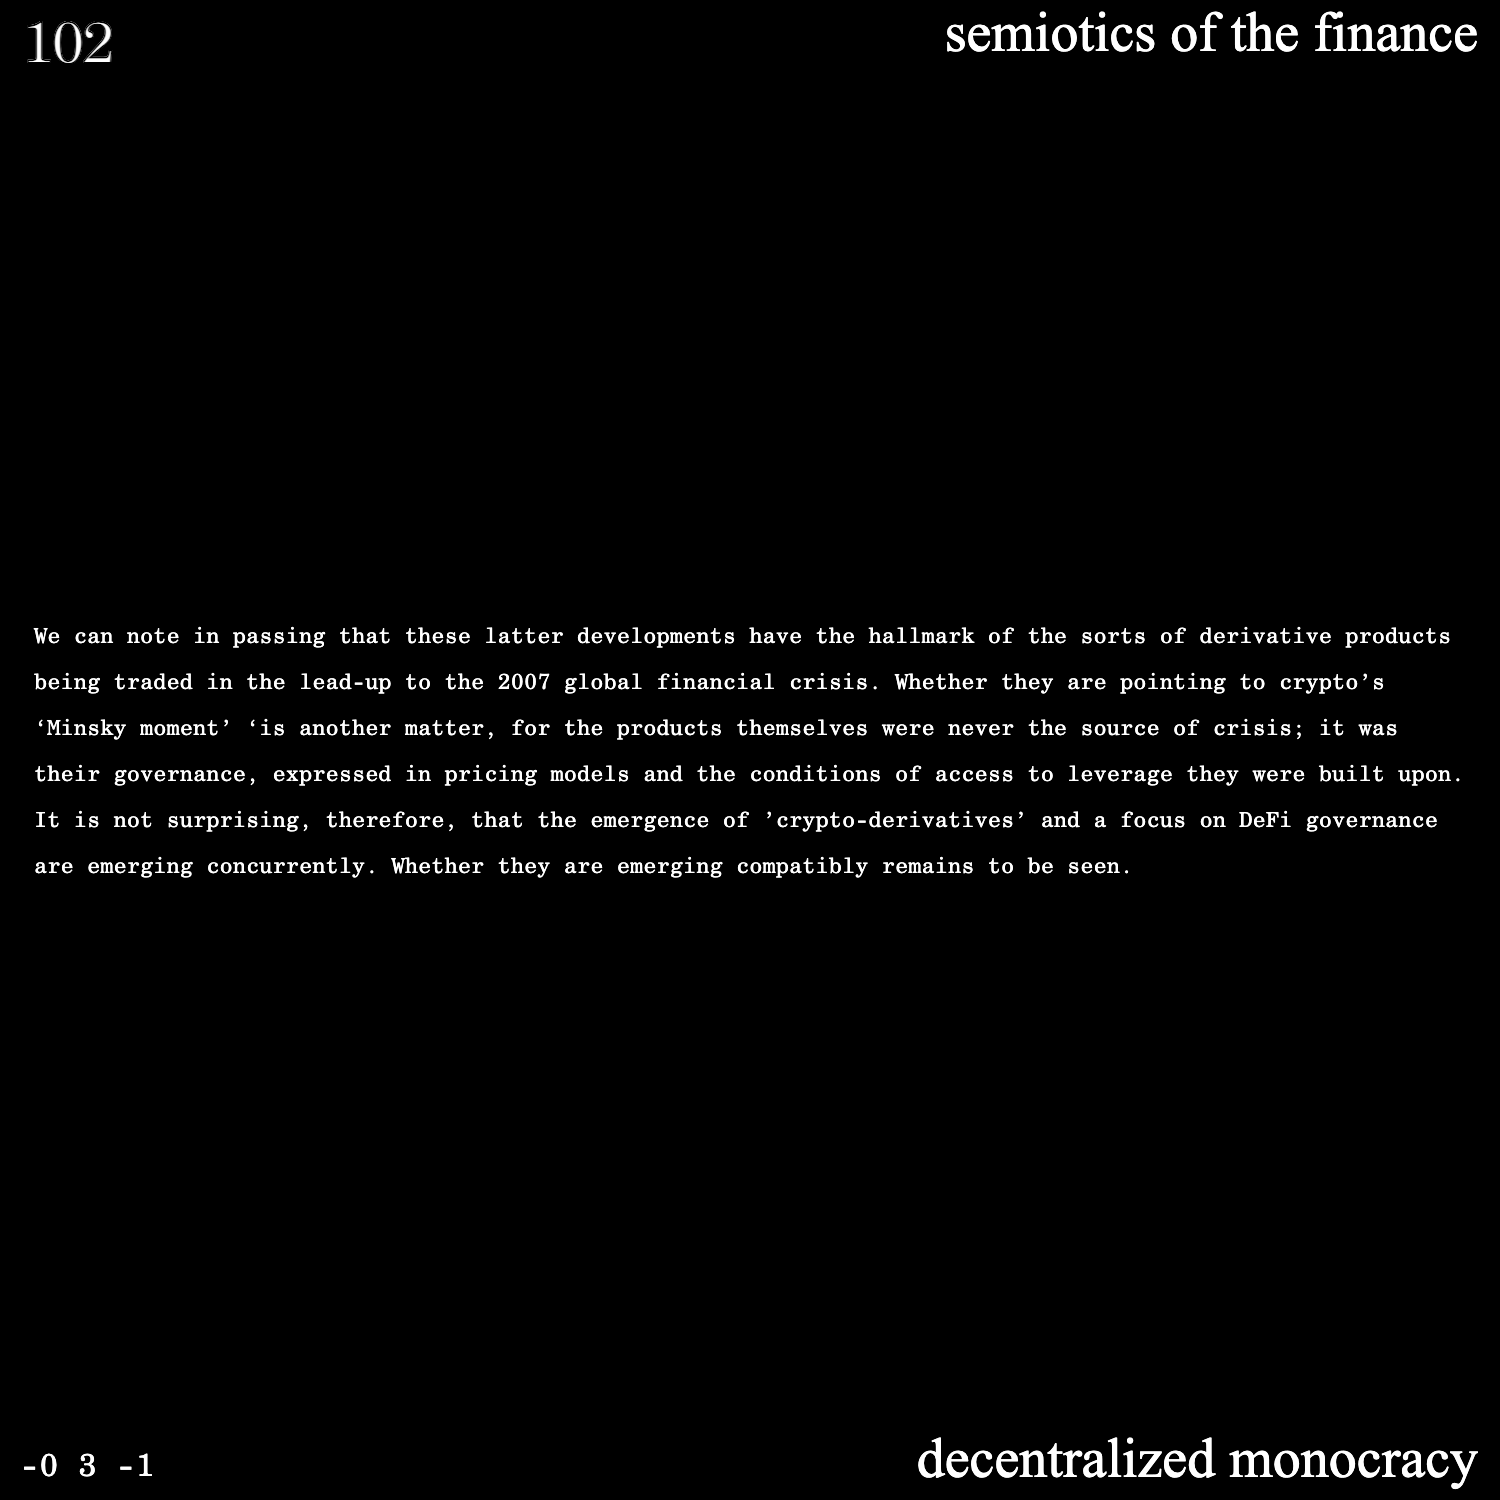 102
semiotics of the finance
We can note in passing that these latter developments have the hallmark of the sorts of derivative products
being traded in the lead-up to the 2007 global financial crisis. Whether they are pointing to crypto’s
‘Minsky moment’ ‘is another matter, for the products themselves were never the source of crisis; it was
their governance, expressed in pricing models and the conditions of access to leverage they were built upon.
It is not surprising, therefore, that the emergence of ’crypto-derivatives’ and a focus on DeFi governance
are emerging concurrently. Whether they are emerging compatibly remains to be seen.
-0 3 -1
decentralized monocracy